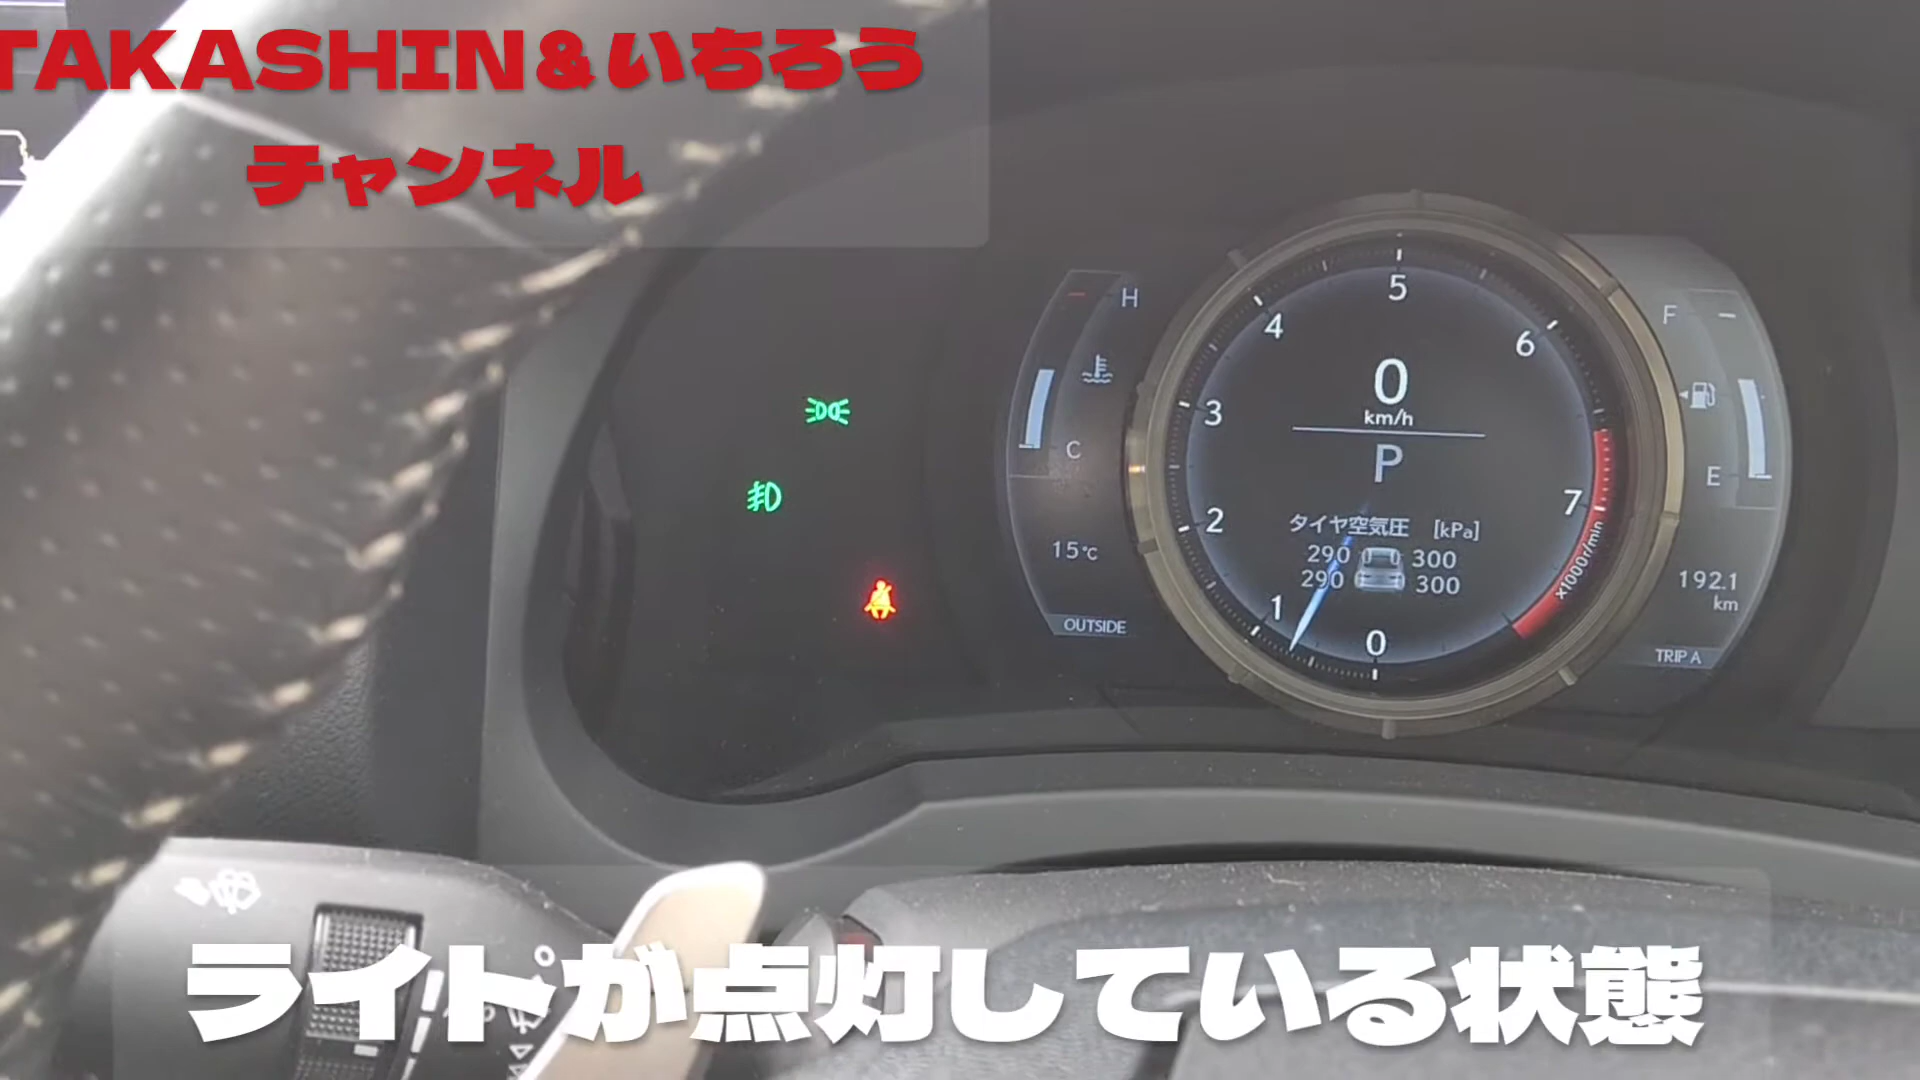 TAKASHIN&いちろう
チャンネル
H
C
15℃
OUTSIDE
5
4
6
3
2
7
1
0
x1000r/min
0
km/h
P
タイヤ空気圧 [kPa]
290 300
290 300
F
E
192.1
km
TRIP A
ライトが点灯している状態